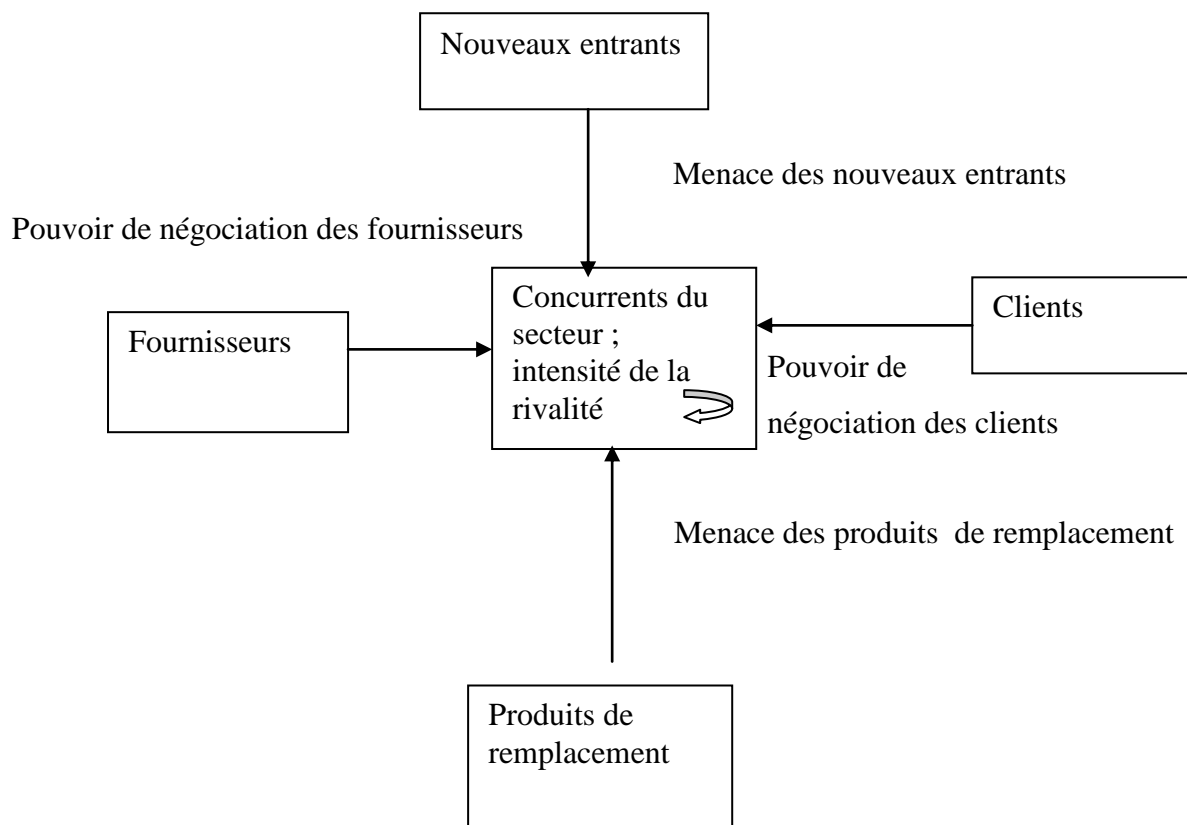 Nouveaux entrants
Menace des nouveaux entrants
Pouvoir de négociation des fournisseurs
Fournisseurs
Concurrents du
secteur ;
intensité de la
rivalité
Clients
Pouvoir de
négociation des clients
Menace des produits  de remplacement
Produits de
remplacement